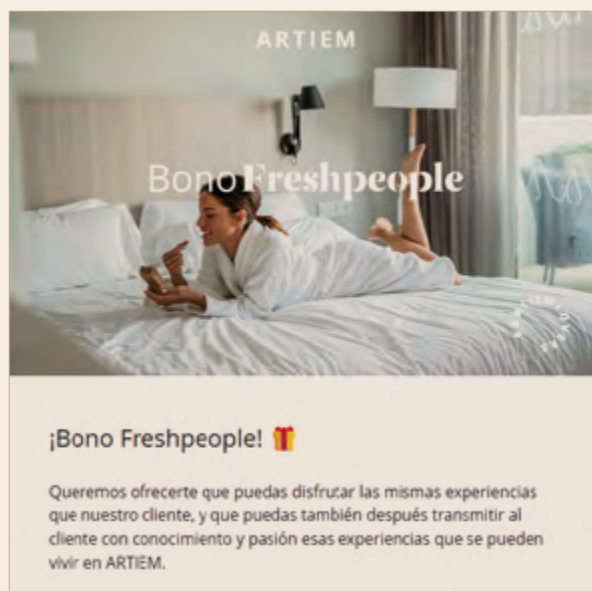 ARTIEM
Bono Freshpeople
¡Bono Freshpeople! 🎁
Queremos ofrecerte que puedas disfrutar las mismas experiencias
que nuestro cliente, y que puedas también después transmitir al
cliente con conocimiento y pasión esas experiencias que se pueden
vivir en ARTIEM.